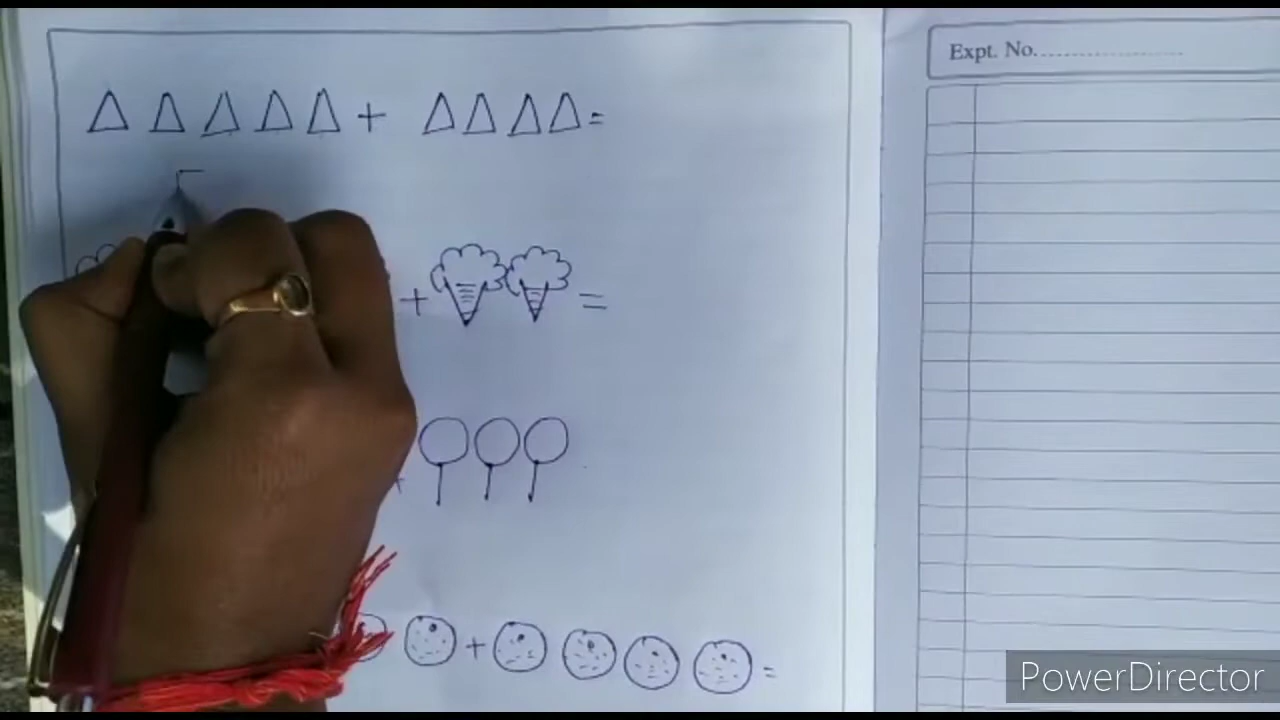 Expt. No.....................
+ =
+ =
+ =
PowerDirector